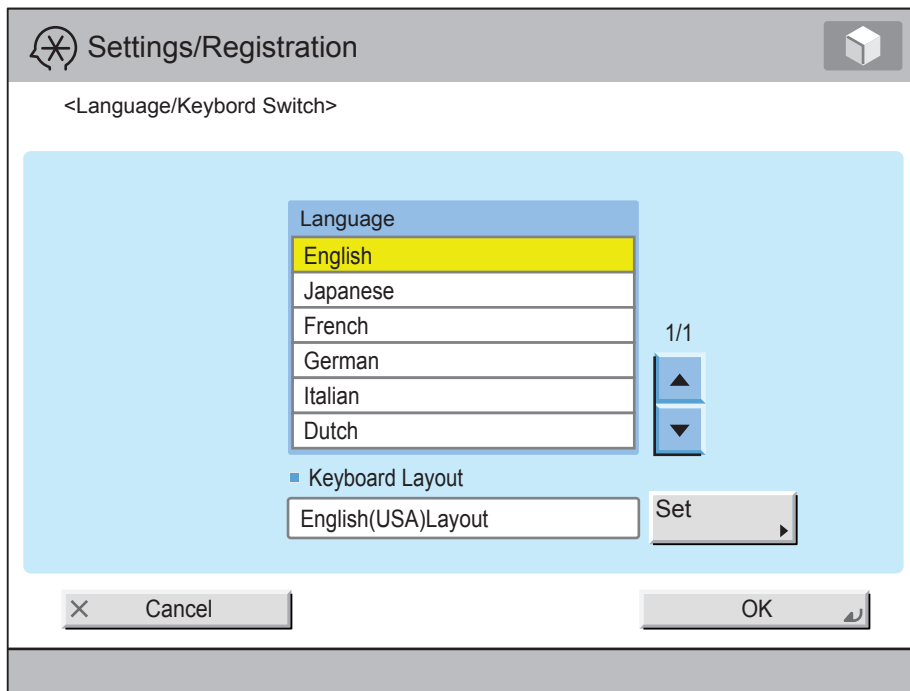 Settings/Registration
<Language/Keybord Switch>
Language
English
Japanese
French
German
Italian
Dutch
1/1
Keyboard Layout
English(USA)Layout
Set
Cancel
OK